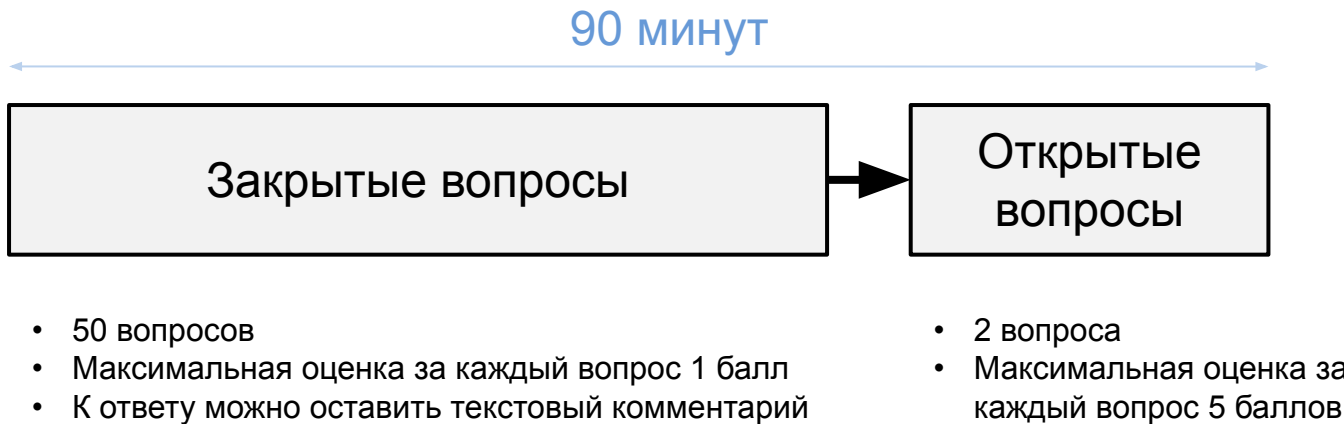 90 минут
Закрытые вопросы
Открытые
вопросы
• 50 вопросов
• Максимальная оценка за каждый вопрос 1 балл
• К ответу можно оставить текстовый комментарий
• 2 вопроса
• Максимальная оценка за
каждый вопрос 5 баллов